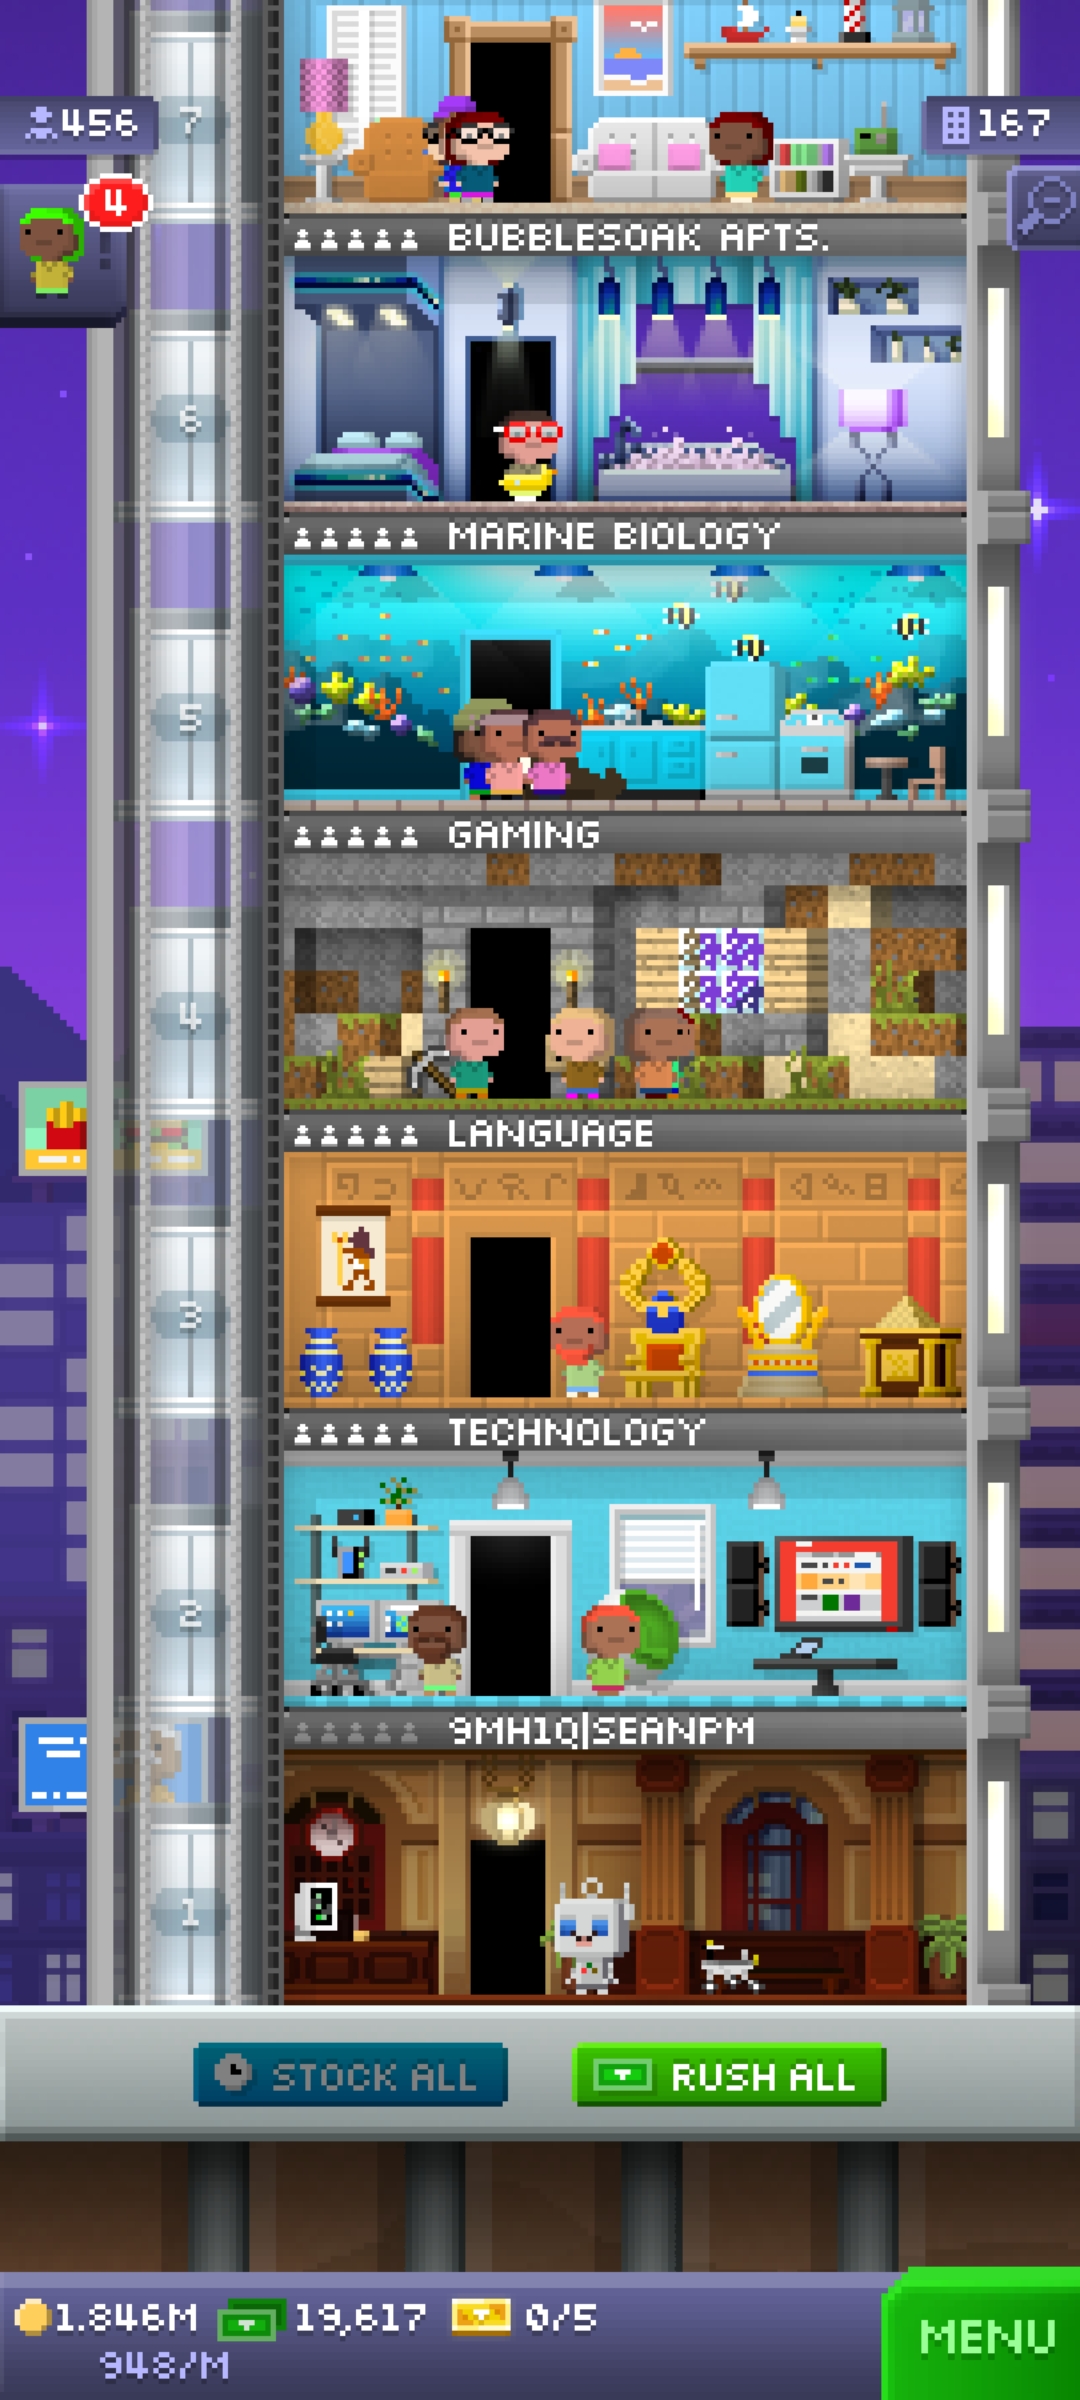 456
7
167
4
BUBBLESOAK APTS.
6
MARINE BIOLOGY
5
GAMING
4
LANGUAGE
3
TECHNOLOGY
2
9MH1Q|SEANPM
1
STOCK ALL
RUSH ALL
1.846M
19,617
0/5
948/M
MENU